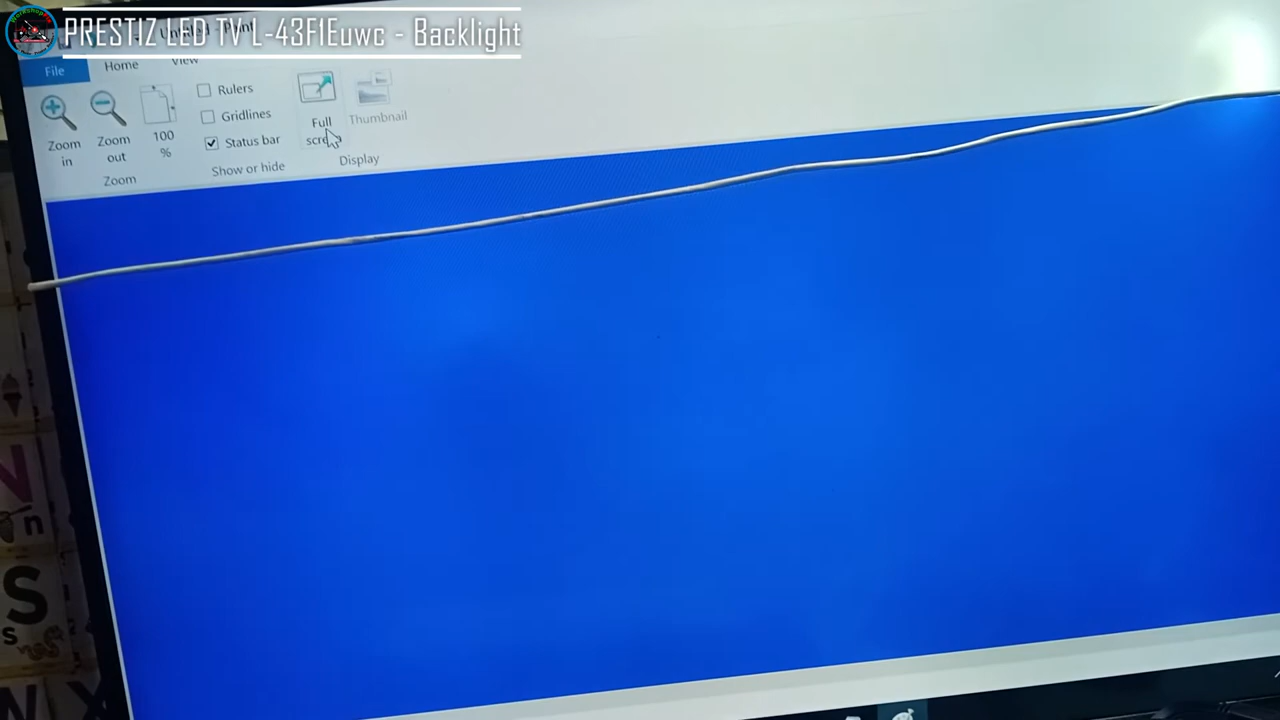 PRESTIZ LED TV L-43F1Euwc - Backlight
File
Home
View
Zoom in
Zoom out
100 %
Rulers
Gridlines
Status bar
Full screen
Thumbnail
Zoom
Show or hide
Display
n
S
s
W
X